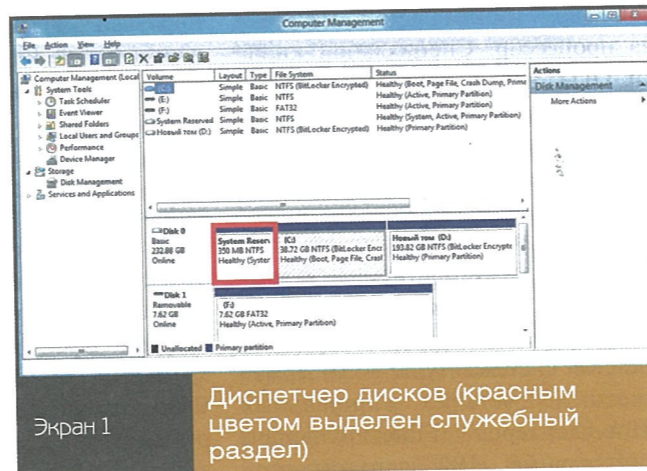 Computer Management
File Action View Help
Computer Management (Local
System Tools
Task Scheduler
Event Viewer
Shared Folders
Local Users and Groups
Performance
Device Manager
Storage
Disk Management
Services and Applications
Volume Layout Type File System Status
(C:) Simple Basic NTFS (BitLocker Encrypted) Healthy (Boot, Page File, Crash Dump, Prima
(E:) Simple Basic NTFS Healthy (Active, Primary Partition)
(F:) Simple Basic FAT32 Healthy (Active, Primary Partition)
System Reserved Simple Basic NTFS Healthy (System, Active, Primary Partition)
Новый том (D:) Simple Basic NTFS (BitLocker Encrypted) Healthy (Primary Partition)
Actions
Disk Management
More Actions
Disk 0
Basic
232.88 GB
Online
System Reserv
350 MB NTFS
Healthy (Syster
(C:)
38.72 GB NTFS (BitLocker Encr
Healthy (Boot, Page File, Crasl
Новый том (D:)
193.82 GB NTFS (BitLocker Encrypte
Healthy (Primary Partition)
Disk 1
Removable
7.62 GB
Online
(F:)
7.62 GB FAT32
Healthy (Active, Primary Partition)
Unallocated Primary partition
Экран 1
Диспетчер дисков (красным
цветом выделен служебный
раздел)